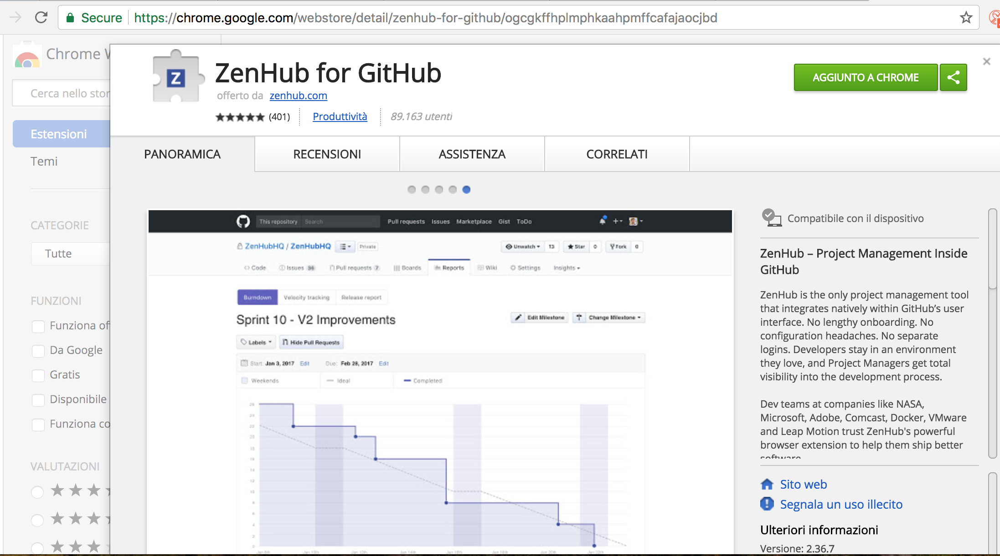 Secure https://chrome.google.com/webstore/detail/zenhub-for-github/ogcgkffhplmphkaahpmffcafajaocjbd
Chrome W
Cerca nello stor
Estensioni
Temi
CATEGORIE
Tutte
FUNZIONI
Funziona of
Da Google
Gratis
Disponibile
Funziona co
VALUTAZIONI
Z
ZenHub for GitHub
offerto da zenhub.com
(401) Produttività 89.163 utenti
AGGIUNTO A CHROME
PANORAMICA RECENSIONI ASSISTENZA CORRELATI
This repository Search Pull requests Issues Marketplace Gist ToDo
ZenHubHQ / ZenHubHQ Private Unwatch 13 Star 0 Fork 0
Code Issues 36 Pull requests 7 Boards Reports Wiki Settings Insights
Burndown Velocity tracking Release report
Sprint 10 - V2 Improvements Edit Milestone Change Milestone
Labels Hide Pull Requests
Start: Jan 3, 2017 Edit Due: Feb 28, 2017 Edit
Weekends Ideal Completed
Compatibile con il dispositivo
ZenHub – Project Management Inside
GitHub
ZenHub is the only project management tool
that integrates natively within GitHub’s user
interface. No lengthy onboarding. No
configuration headaches. No separate
logins. Developers stay in an environment
they love, and Project Managers get total
visibility into the development process.
Dev teams at companies like NASA,
Microsoft, Adobe, Comcast, Docker, VMware
and Leap Motion trust ZenHub's powerful
browser extension to help them ship better
software
Sito web
Segnala un uso illecito
Ulteriori informazioni
Versione: 2.36.7